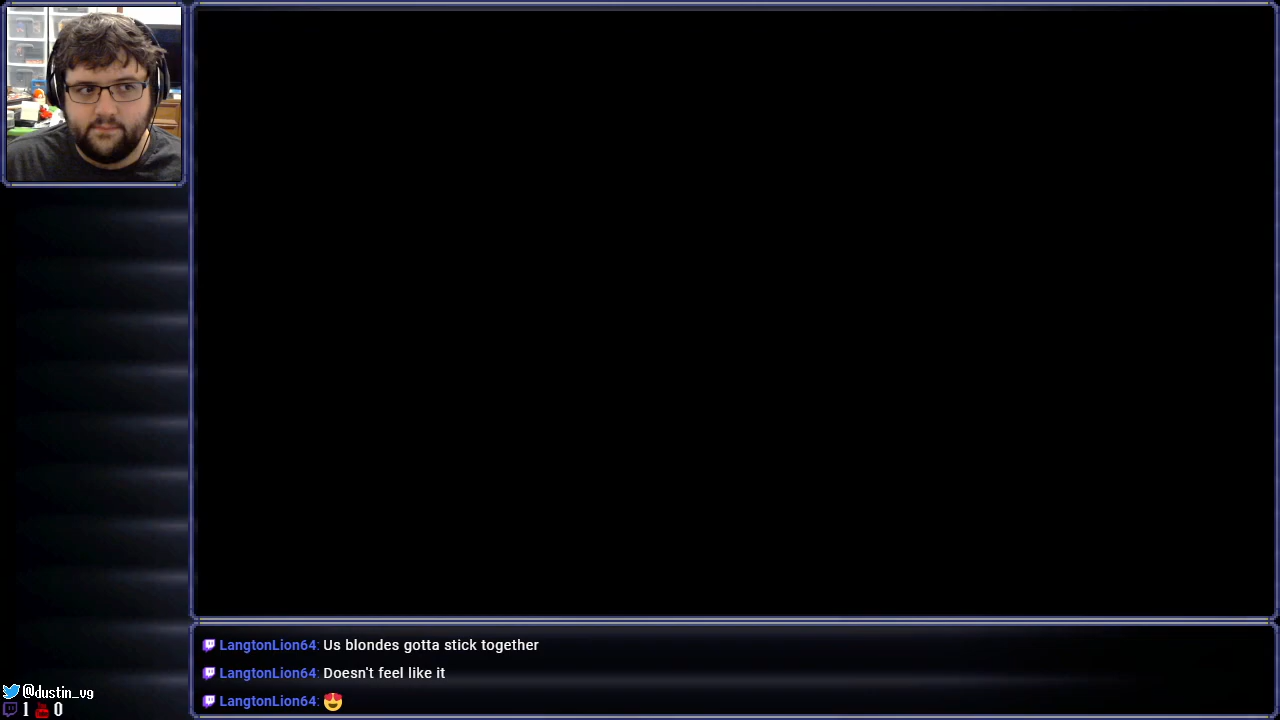 LangtonLion64: Us blondes gotta stick together
LangtonLion64: Doesn't feel like it
LangtonLion64: 😍
@dustin_vg
1 0